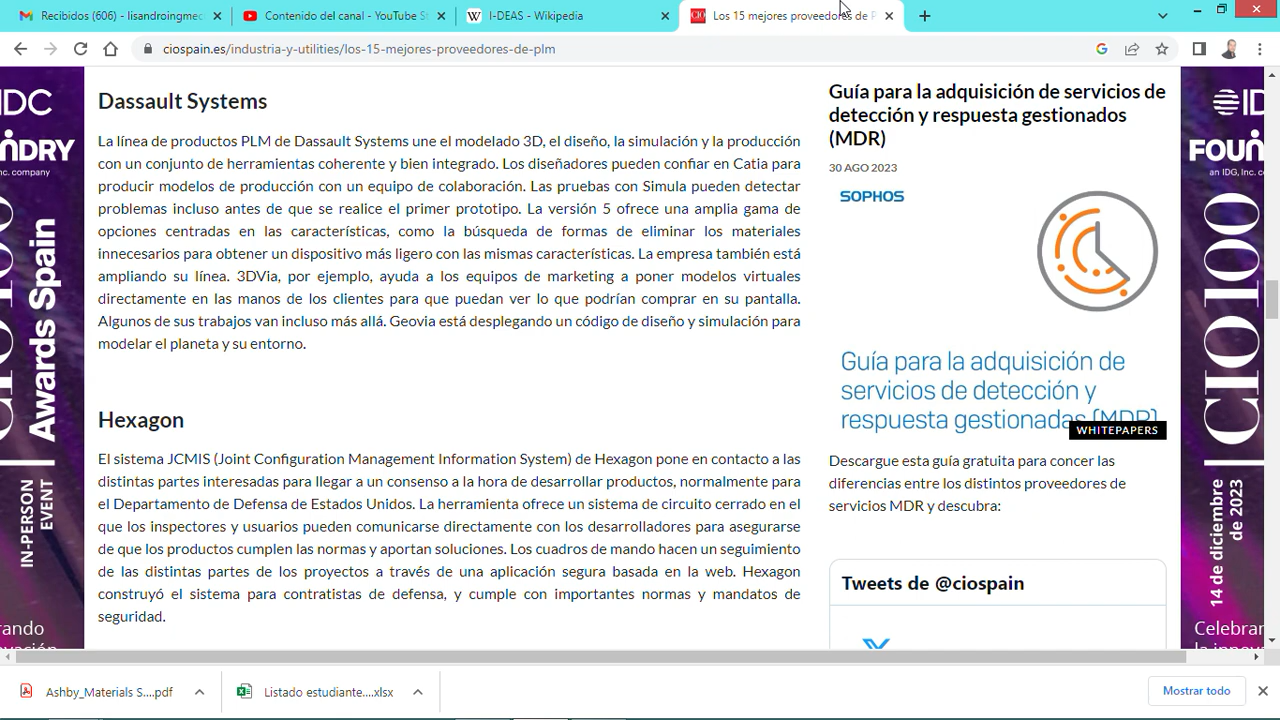 Recibidos (606) - lisandroingmec
Contenido del canal - YouTube St
I-DEAS - Wikipedia
Los 15 mejores proveedores de P
ciospain.es/industria-y-utilities/los-15-mejores-proveedores-de-plm
Dassault Systems
La línea de productos PLM de Dassault Systems une el modelado 3D, el diseño, la simulación y la producción
con un conjunto de herramientas coherente y bien integrado. Los diseñadores pueden confiar en Catia para
producir modelos de producción con un equipo de colaboración. Las pruebas con Simula pueden detectar
problemas incluso antes de que se realice el primer prototipo. La versión 5 ofrece una amplia gama de
opciones centradas en las características, como la búsqueda de formas de eliminar los materiales
innecesarios para obtener un dispositivo más ligero con las mismas características. La empresa también está
ampliando su línea. 3DVia, por ejemplo, ayuda a los equipos de marketing a poner modelos virtuales
directamente en las manos de los clientes para que puedan ver lo que podrían comprar en su pantalla.
Algunos de sus trabajos van incluso más allá. Geovia está desplegando un código de diseño y simulación para
modelar el planeta y su entorno.
Hexagon
El sistema JCMIS (Joint Configuration Management Information System) de Hexagon pone en contacto a las
distintas partes interesadas para llegar a un consenso a la hora de desarrollar productos, normalmente para
el Departamento de Defensa de Estados Unidos. La herramienta ofrece un sistema de circuito cerrado en el
que los inspectores y usuarios pueden comunicarse directamente con los desarrolladores para asegurarse
de que los productos cumplen las normas y aportan soluciones. Los cuadros de mando hacen un seguimiento
de las distintas partes de los proyectos a través de una aplicación segura basada en la web. Hexagon
construyó el sistema para contratistas de defensa, y cumple con importantes normas y mandatos de
seguridad.
Guía para la adquisición de servicios de
detección y respuesta gestionados
(MDR)
30 AGO 2023
SOPHOS
Guía para la adquisición de
servicios de detección y
respuesta gestionadas (MDR)
WHITEPAPERS
Descargue esta guía gratuita para concer las
diferencias entre los distintos proveedores de
servicios MDR y descubra:
Tweets de @ciospain
IDC
UNDRY
n, Inc. company
CIO 100
Awards Spain
IN-PERSON
EVENT
rando
ID
FOUN
an IDG, Inc. c
CIO 100
14 de diciembre
de 2023
Celebrar
Ashby_Materials S....pdf
Listado estudiante....xlsx
Mostrar todo